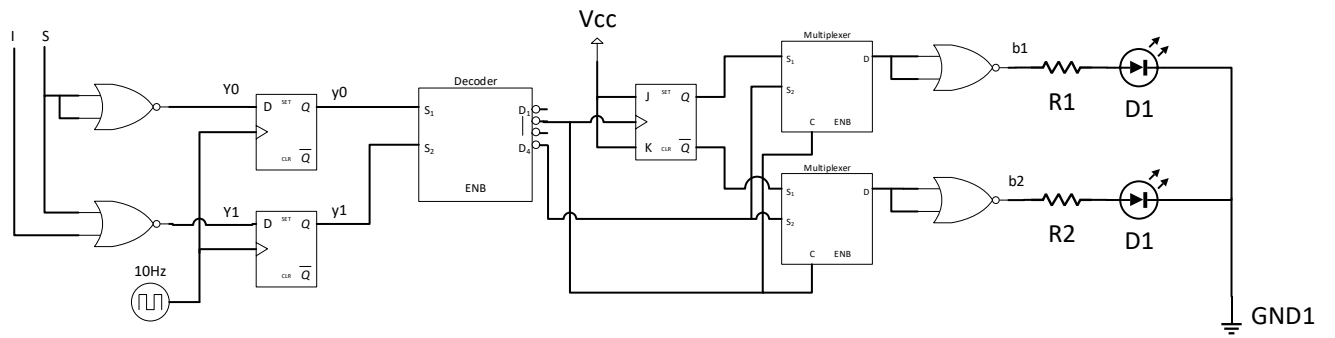 I S
Y0
D SET Q
CLR Q
y0
Y1
D SET Q
CLR Q
y1
10Hz
Decoder
S1
S2
D1
D4
ENB
Vcc
J SET Q
K CLR Q
Multiplexer
S1
S2
D
C ENB
Multiplexer
S1
S2
D
C ENB
b1
R1
D1
b2
R2
D1
GND1